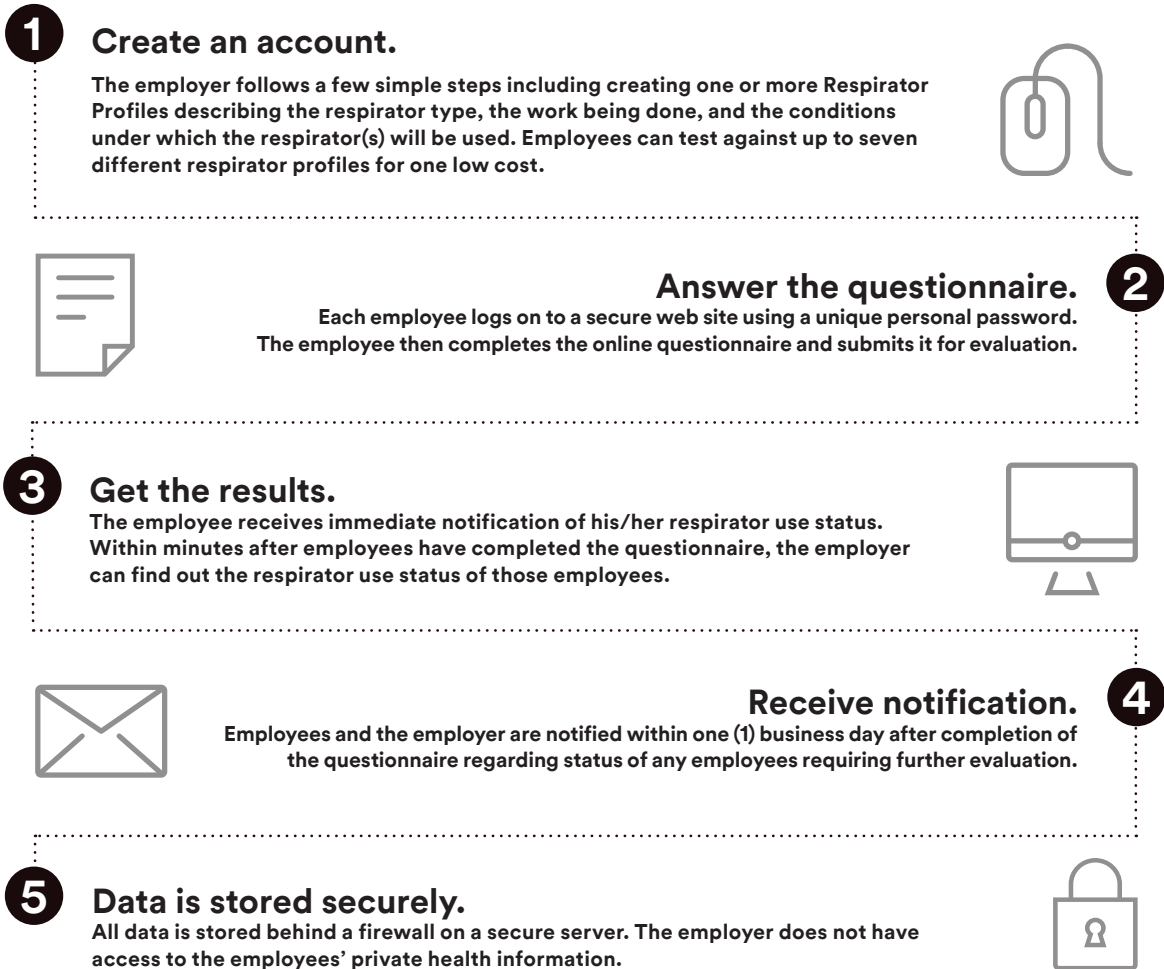 1
Create an account.
The employer follows a few simple steps including creating one or more Respirator
Profiles describing the respirator type, the work being done, and the conditions
under which the respirator(s) will be used. Employees can test against up to seven
different respirator profiles for one low cost.
2
Answer the questionnaire.
Each employee logs on to a secure web site using a unique personal password.
The employee then completes the online questionnaire and submits it for evaluation.
3
Get the results.
The employee receives immediate notification of his/her respirator use status.
Within minutes after employees have completed the questionnaire, the employer
can find out the respirator use status of those employees.
4
Receive notification.
Employees and the employer are notified within one (1) business day after completion of
the questionnaire regarding status of any employees requiring further evaluation.
5
Data is stored securely.
All data is stored behind a firewall on a secure server. The employer does not have
access to the employees’ private health information.